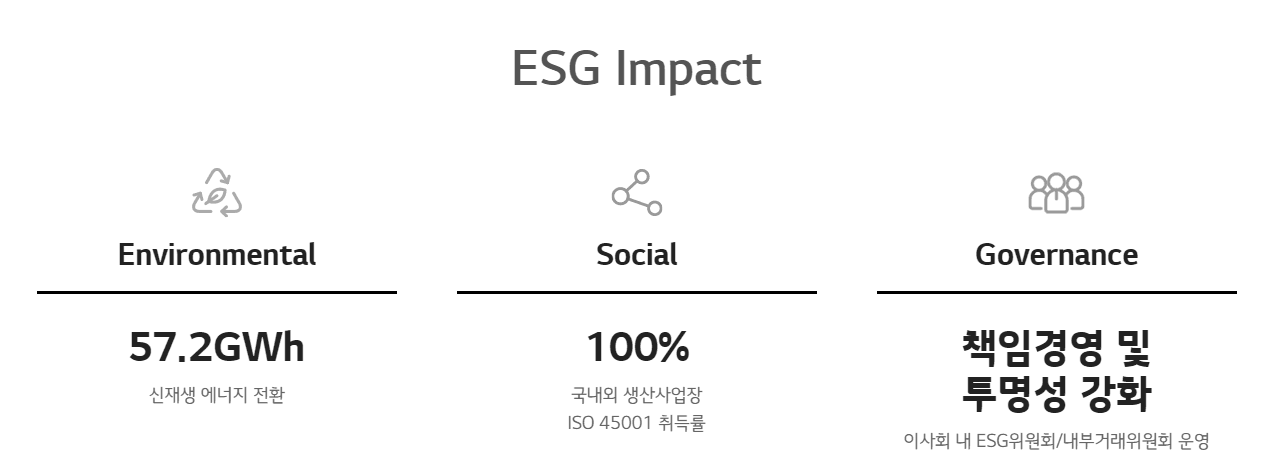 ESG Impact
Environmental
57.2GWh
신재생 에너지 전환
Social
100%
국내외 생산사업장
ISO 45001 취득률
Governance
책임경영 및
투명성 강화
이사회 내 ESG위원회/내부거래위원회 운영